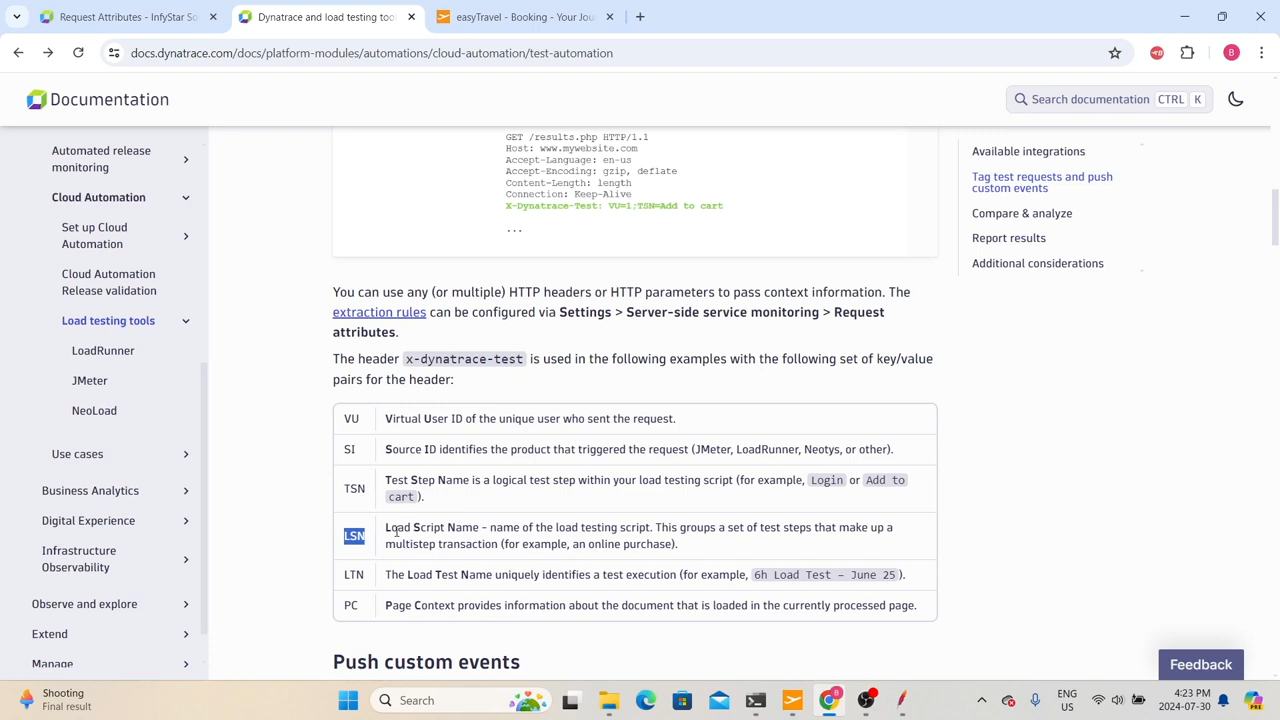 Request Attributes - InfyStar So
Dynatrace and load testing too
easyTravel - Booking - Your Jou
docs.dynatrace.com/docs/platform-modules/automations/cloud-automation/test-automation
B
Documentation
Search documentation CTRL K
Automated release
monitoring
Cloud Automation
Set up Cloud
Automation
Cloud Automation
Release validation
Load testing tools
LoadRunner
JMeter
NeoLoad
Use cases
Business Analytics
Digital Experience
Infrastructure
Observability
Observe and explore
Extend
Manage
GET /results.php HTTP/1.1
Host: www.mywebsite.com
Accept-Language: en-us
Accept-Encoding: gzip, deflate
Content-Length: length
Connection: Keep-Alive
X-Dynatrace-Test: VU=1;TSN=Add to cart
...
You can use any (or multiple) HTTP headers or HTTP parameters to pass context information. The
extraction rules can be configured via Settings > Server-side service monitoring > Request
attributes.
The header x-dynatrace-test is used in the following examples with the following set of key/value
pairs for the header:
VU Virtual User ID of the unique user who sent the request.
SI Source ID identifies the product that triggered the request (JMeter, LoadRunner, Neotys, or other).
TSN Test Step Name is a logical test step within your load testing script (for example, Login or Add to
cart ).
LSN Load Script Name - name of the load testing script. This groups a set of test steps that make up a
multistep transaction (for example, an online purchase).
LTN The Load Test Name uniquely identifies a test execution (for example, 6h Load Test – June 25 ).
PC Page Context provides information about the document that is loaded in the currently processed page.
Push custom events
Available integrations
Tag test requests and push
custom events
Compare & analyze
Report results
Additional considerations
Feedback
Shooting
Final result
Search
ENG
US
4:23 PM
2024-07-30